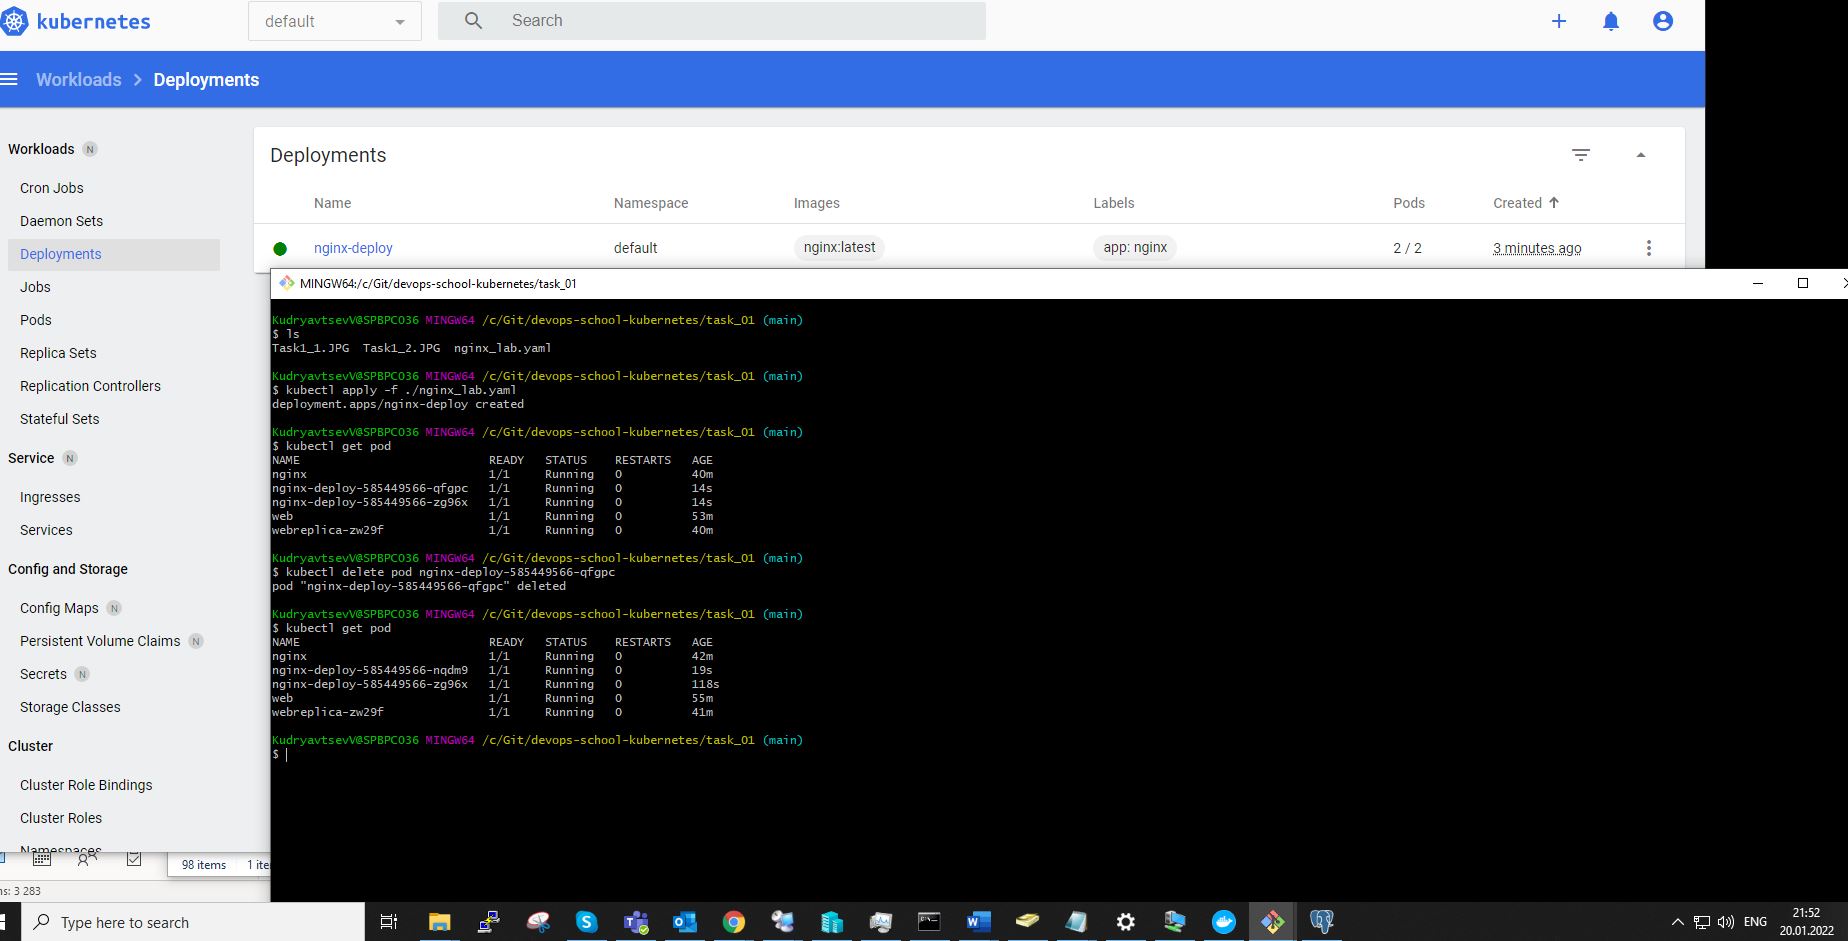 kubernetes
default
Search
Workloads > Deployments
Workloads N
Cron Jobs
Daemon Sets
Deployments
Jobs
Pods
Replica Sets
Replication Controllers
Stateful Sets
Service N
Ingresses
Services
Config and Storage
Config Maps N
Persistent Volume Claims N
Secrets N
Storage Classes
Cluster
Cluster Role Bindings
Cluster Roles
Namespaces
Deployments
Name Namespace Images Labels Pods Created
nginx-deploy default nginx:latest app: nginx 2 / 2 3 minutes ago
MINGW64:/c/Git/devops-school-kubernetes/task_01
KudryavtsevV@SPBPC036 MINGW64 /c/Git/devops-school-kubernetes/task_01 (main)
$ ls
Task1_1.JPG Task1_2.JPG nginx_lab.yaml
KudryavtsevV@SPBPC036 MINGW64 /c/Git/devops-school-kubernetes/task_01 (main)
$ kubectl apply -f ./nginx_lab.yaml
deployment.apps/nginx-deploy created
KudryavtsevV@SPBPC036 MINGW64 /c/Git/devops-school-kubernetes/task_01 (main)
$ kubectl get pod
NAME READY STATUS RESTARTS AGE
nginx 1/1 Running 0 40m
nginx-deploy-585449566-qfgpc 1/1 Running 0 14s
nginx-deploy-585449566-zg96x 1/1 Running 0 14s
web 1/1 Running 0 53m
webreplica-zw29f 1/1 Running 0 40m
KudryavtsevV@SPBPC036 MINGW64 /c/Git/devops-school-kubernetes/task_01 (main)
$ kubectl delete pod nginx-deploy-585449566-qfgpc
pod "nginx-deploy-585449566-qfgpc" deleted
KudryavtsevV@SPBPC036 MINGW64 /c/Git/devops-school-kubernetes/task_01 (main)
$ kubectl get pod
NAME READY STATUS RESTARTS AGE
nginx 1/1 Running 0 42m
nginx-deploy-585449566-nqdm9 1/1 Running 0 19s
nginx-deploy-585449566-zg96x 1/1 Running 0 118s
web 1/1 Running 0 55m
webreplica-zw29f 1/1 Running 0 41m
KudryavtsevV@SPBPC036 MINGW64 /c/Git/devops-school-kubernetes/task_01 (main)
$
98 items 1 ite
ns: 3 283
Type here to search
ENG
21:52
20.01.2022